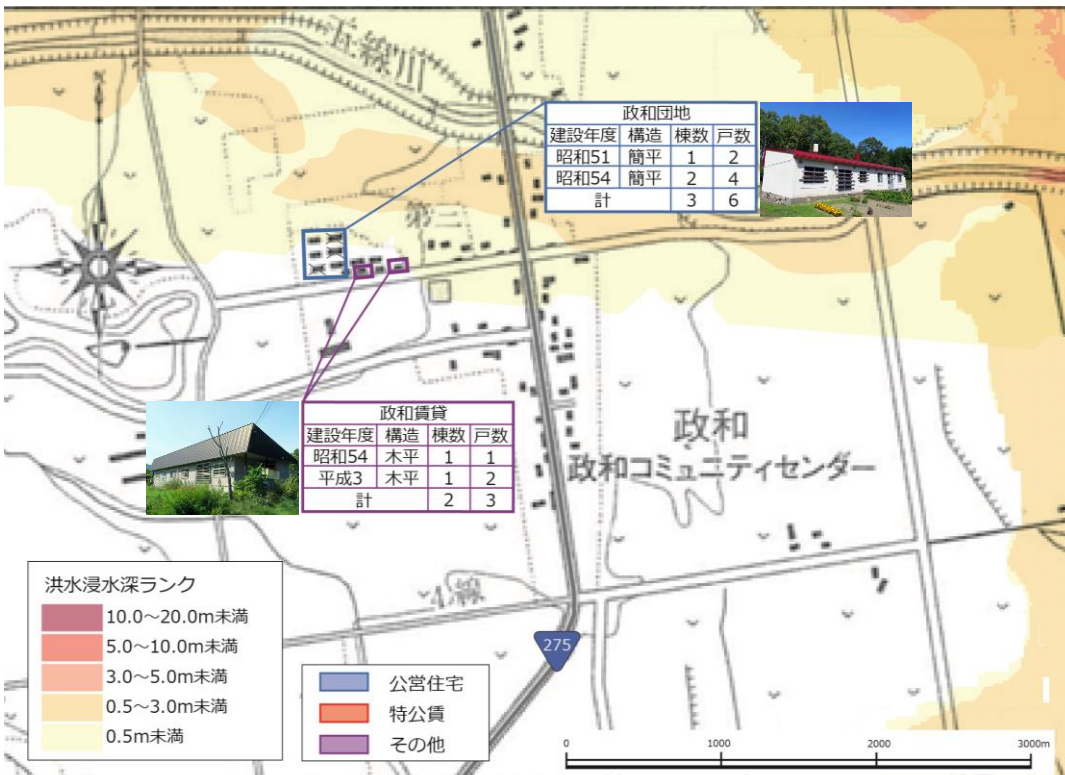 五線川
政和団地
建設年度 構造 棟数 戸数
昭和51 簡平 1 2
昭和54 簡平 2 4
計 3 6
第二
政和賃貸
建設年度 構造 棟数 戸数
昭和54 木平 1 1
平成3 木平 1 2
計 2 3
政和
政和コミュニティセンター
4線
275
洪水浸水深ランク
10.0～20.0m未満
5.0～10.0m未満
3.0～5.0m未満
0.5～3.0m未満
0.5m未満
公営住宅
特公賃
その他
0 1000 2000 3000m